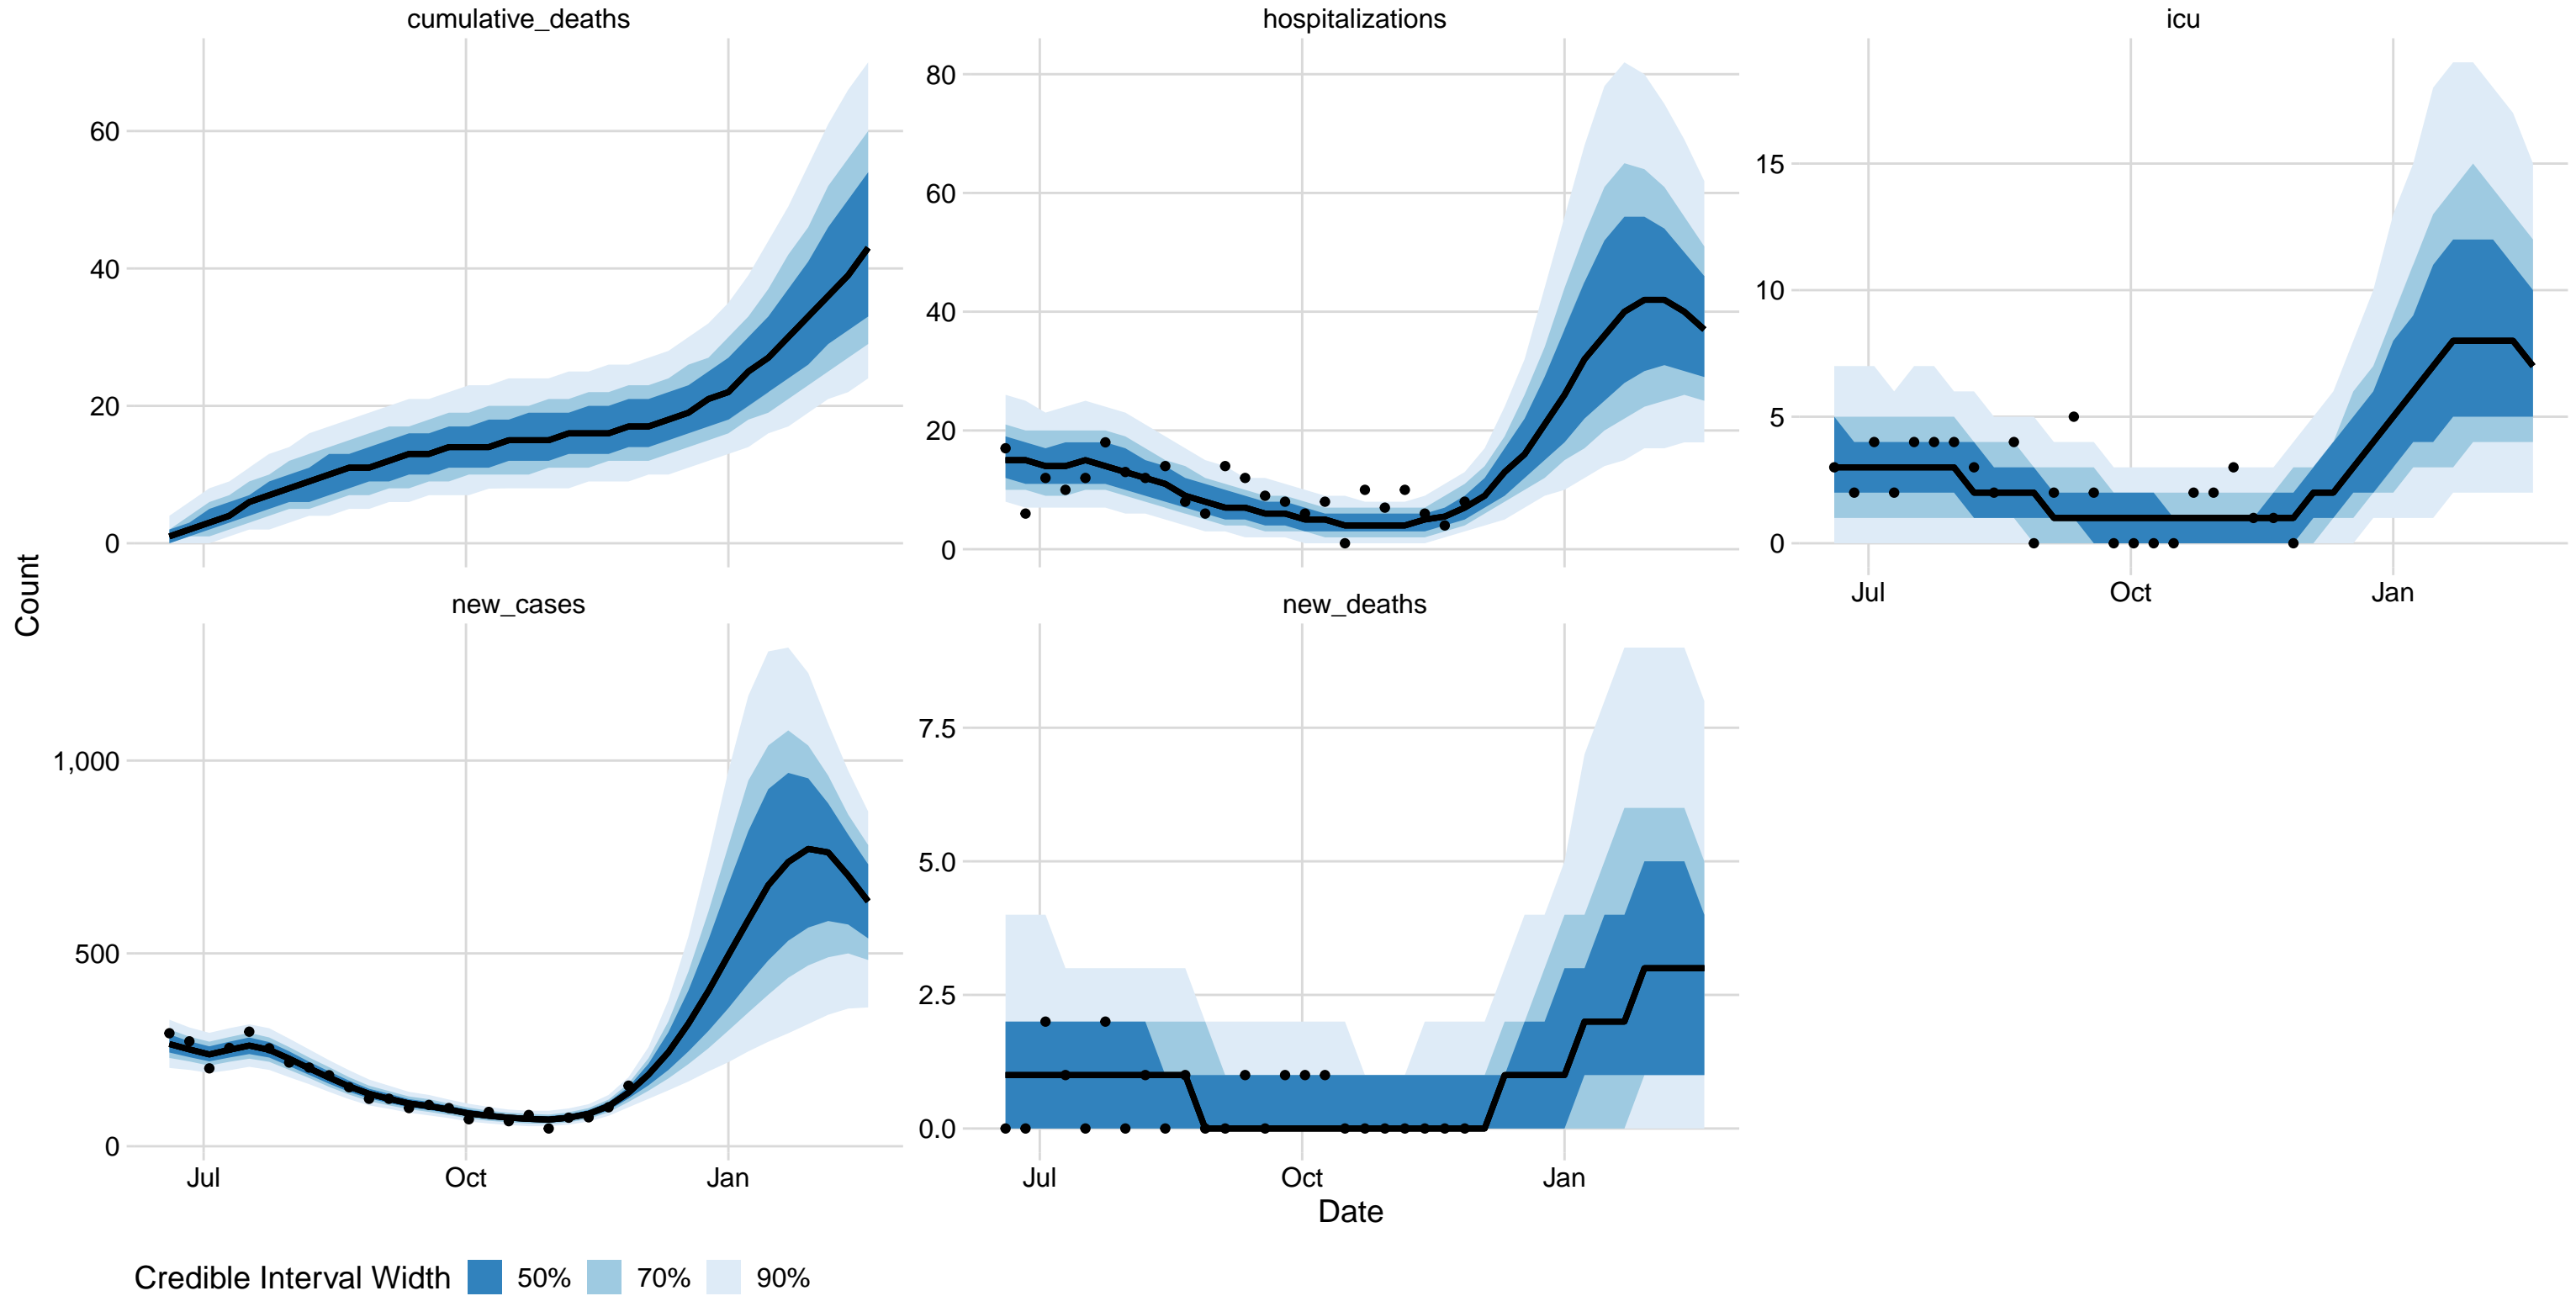 cumulative_deaths
hospitalizations
icu
60
40
20
0
80
60
40
20
0
15
10
5
0
Jul
Oct
Jan
Count
new_cases
new_deaths
1,000
500
0
7.5
5.0
2.5
0.0
Jul
Oct
Jan
Jul
Oct
Jan
Date
Credible Interval Width 50% 70% 90%